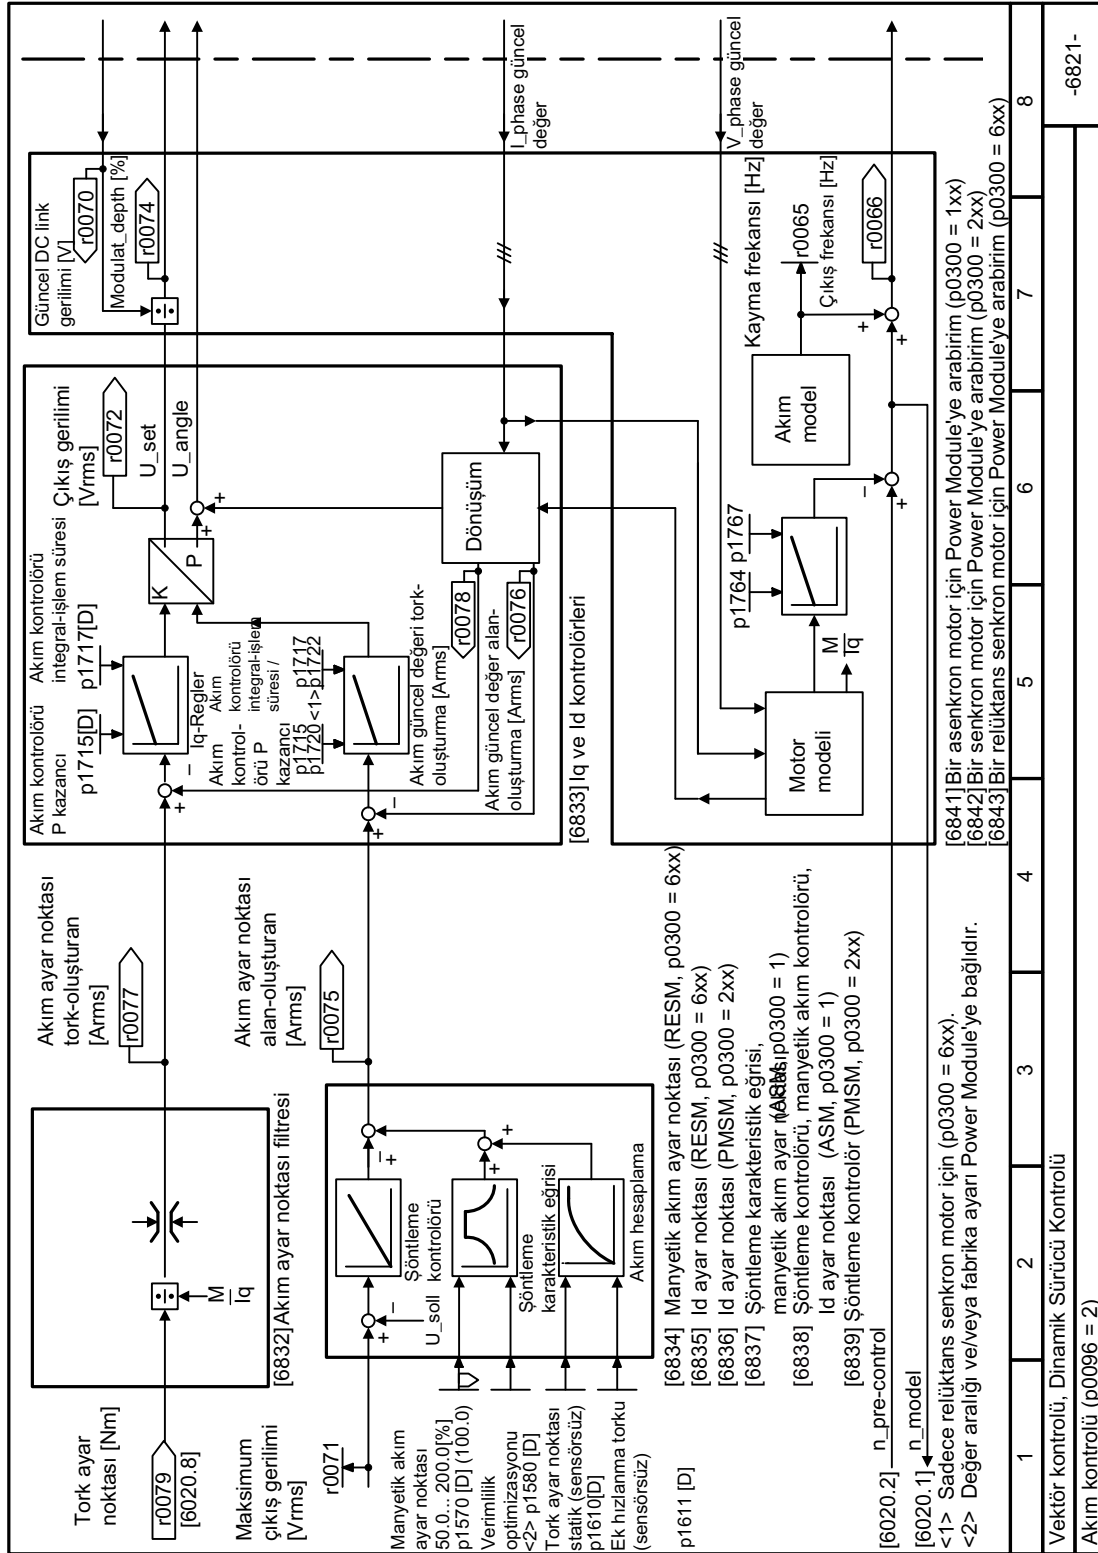 Tork ayar
noktası [Nm]
r0079
[6020.8]
M
Iq
[6832] Akım ayar noktası filtresi
Akım ayar noktası
tork-oluşturan
[Arms]
r0077
Akım kontrolörü
P kazancı
p1715[D]
Akım kontrolörü
integral-işlem süresi
p1717[D]
Iq-Regler
Çıkış gerilimi
[Vrms]
r0072
U_set
U_angle
K
P
Güncel DC link
gerilimi [V]
r0070
Modulat_depth [%]
r0074
Maksimum
çıkış gerilimi
[Vrms]
r0071
U_soll
Şöntleme
kontrolörü
Manyetik akım
ayar noktası
50.0... 200.0[%]
p1570 [D] (100.0)
Verimlilik
optimizasyonu
<2> p1580 [D]
Tork ayar noktası
statik (sensörsüz)
p1610[D]
Ek hızlanma torku
(sensörsüz)
p1611 [D]
Şöntleme
karakteristik eğrisi
Akım hesaplama
Akım ayar noktası
alan-oluşturan
[Arms]
r0075
Akım
kontrol-
örü P
kazancı
p1715
p1720 <1>
Akım
kontrolörü
integral-işlem
süresi /
p1717
p1722
Akım güncel değeri tork-
oluşturma [Arms]
r0078
Akım güncel değer alan-
oluşturma [Arms]
r0076
Dönüşüm
[6833] Iq ve Id kontrolörleri
I_phase güncel
değer
V_phase güncel
değer
Motor
modeli
M
Iq
p1764 p1767
Akım
model
Kayma frekansı [Hz]
r0065
Çıkış frekansı [Hz]
r0066
[6834] Manyetik akım ayar noktası (RESM, p0300 = 6xx)
[6835] Id ayar noktası (RESM, p0300 = 6xx)
[6836] Id ayar noktası (PMSM, p0300 = 2xx)
[6837] Şöntleme karakteristik eğrisi,
manyetik akım ayar noktası
(ASM, p0300 = 1)
[6838] Şöntleme kontrolörü, manyetik akım kontrolörü,
Id ayar noktası (ASM, p0300 = 1)
[6839] Şöntleme kontrolör (PMSM, p0300 = 2xx)
[6841] Bir asenkron motor için Power Module'ye arabirim (p0300 = 1xx)
[6842] Bir senkron motor için Power Module'ye arabirim (p0300 = 2xx)
[6843] Bir relüktans senkron motor için Power Module'ye arabirim (p0300 = 6xx)
[6020.2] n_pre-control
[6020.1] n_model
<1> Sadece relüktans senkron motor için (p0300 = 6xx).
<2> Değer aralığı ve/veya fabrika ayarı Power Module'ye bağlıdır.
1 2 3 4 5 6 7 8
Vektör kontrolü, Dinamik Sürücü Kontrolü
Akım kontrolü (p0096 = 2)
-6821-